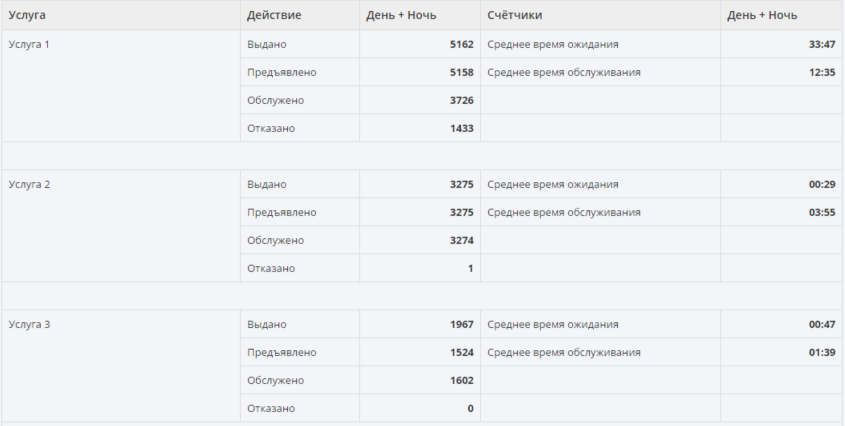 Услуга Действие День + Ночь Счётчики День + Ночь
Услуга 1 Выдано 5162 Среднее время ожидания 33:47
Предъявлено 5158 Среднее время обслуживания 12:35
Обслужено 3726
Отказано 1433
Услуга 2 Выдано 3275 Среднее время ожидания 00:29
Предъявлено 3275 Среднее время обслуживания 03:55
Обслужено 3274
Отказано 1
Услуга 3 Выдано 1967 Среднее время ожидания 00:47
Предъявлено 1524 Среднее время обслуживания 01:39
Обслужено 1602
Отказано 0